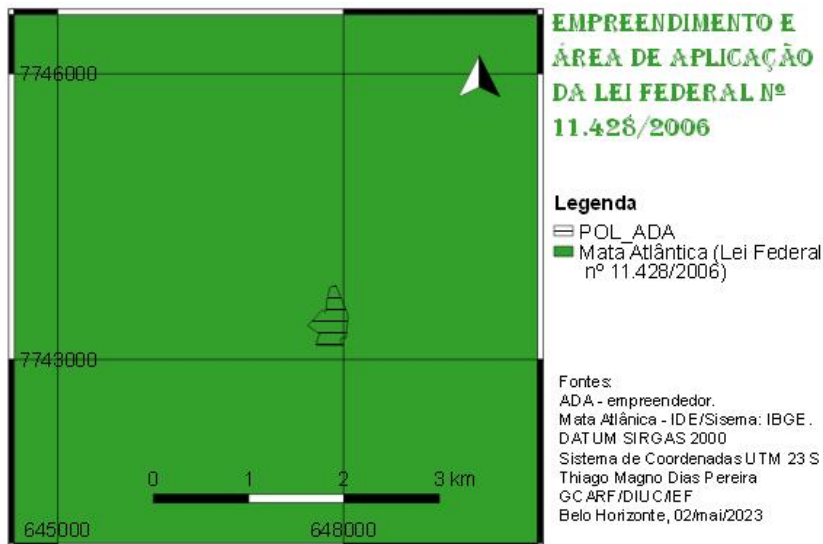 EMPREENDIMENTO E
ÁREA DE APLICAÇÃO
DA LEI FEDERAL Nº
11.428/2006
7746000
Legenda
POL_ADA
Mata Atlântica (Lei Federal
nº 11.428/2006)
7743000
Fontes:
ADA - empreendedor.
Mata Atlânica - IDE/Sisema: IBGE.
DATUM SIRGAS 2000
Sistema de Coordenadas UTM 23 S
Thiago Magno Dias Pereira
GCARF/DIUC/IEF
Belo Horizonte, 02/mai/2023
0 1 2 3 km
645000 648000